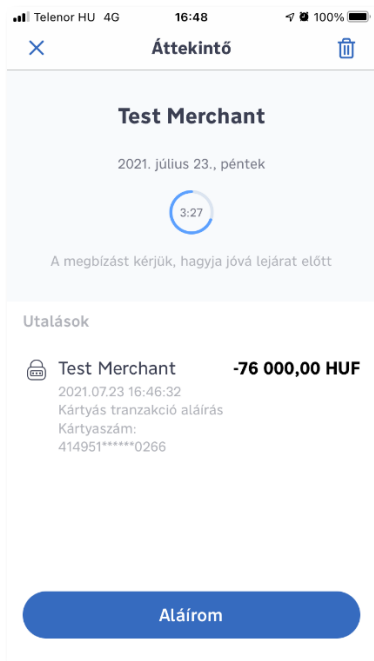 Telenor HU 4G 16:48 100%
Áttekintő
Test Merchant
2021. július 23., péntek
3:27
A megbízást kérjük, hagyja jóvá lejárat előtt
Utalások
Test Merchant -76 000,00 HUF
2021.07.23 16:46:32
Kártyás tranzakció aláírás
Kártyaszám:
414951******0266
Aláírom